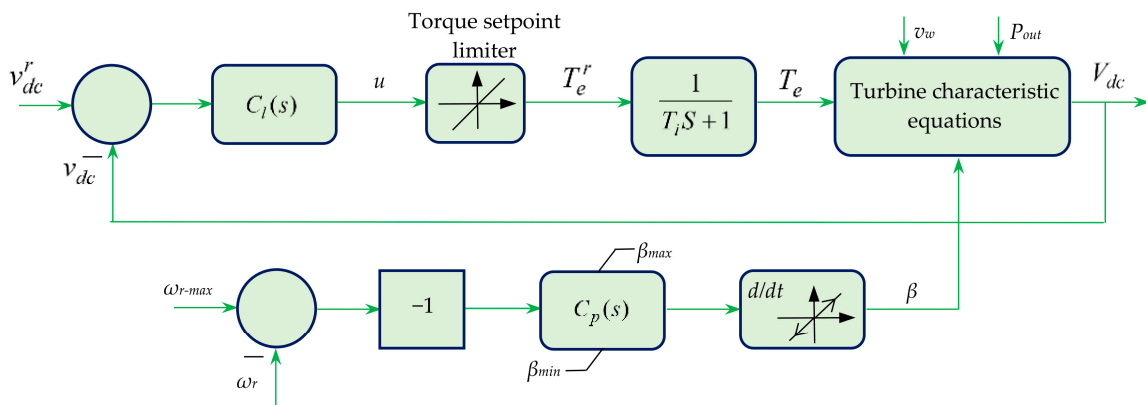 Torque setpoint
limiter
v_w
P_out
v_dc^r
C_l(s)
u
T_e^r
1
T_i S + 1
T_e
Turbine characteristic
equations
V_dc
−
v_dc
β_max
ω_r-max
−1
C_p(s)
d/dt
β
−
ω_r
β_min